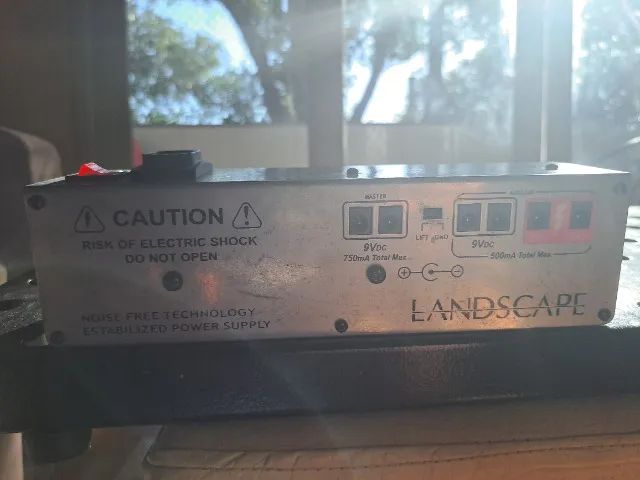 CAUTION
RISK OF ELECTRIC SHOCK
DO NOT OPEN
NOISE FREE TECHNOLOGY
ESTABILIZED POWER SUPPLY
MASTER
9VDC
750mA Total Max
LIFT GND
9VDC
500mA Total Max
LANDSCAPE